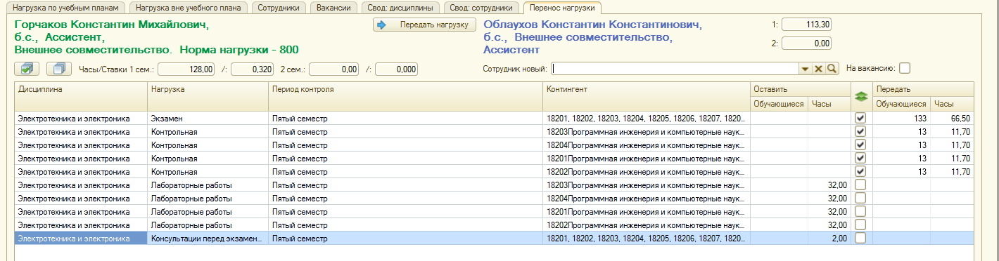 Нагрузка по учебным планам Нагрузка вне учебного плана Сотрудники Вакансии Свод: дисциплины Свод: сотрудники Перенос нагрузки
Горчаков Константин Михайлович,
б.с., Ассистент,
Внешнее совместительство. Норма нагрузки - 800
Передать нагрузку
Облаухов Константин Константинович,
б.с., Внешнее совместительство,
Ассистент
1: 113,30
2: 0,00
Часы/Ставки 1 сем.: 128,00 /: 0,320 2 сем.: 0,00 /: 0,000
Сотрудник новый: На вакансию:
Дисциплина Нагрузка Период контроля Контингент Оставить Передать
Обучающиеся Часы Обучающиеся Часы
Электротехника и электроника Экзамен Пятый семестр 18201, 18202, 18203, 18204, 18205, 18206, 18207, 1820... 133 66,50
Электротехника и электроника Контрольная Пятый семестр 18203Программная инженерия и компьютерные наук... 13 11,70
Электротехника и электроника Контрольная Пятый семестр 18204Программная инженерия и компьютерные наук... 13 11,70
Электротехника и электроника Контрольная Пятый семестр 18201Программная инженерия и компьютерные наук... 13 11,70
Электротехника и электроника Контрольная Пятый семестр 18202Программная инженерия и компьютерные наук... 13 11,70
Электротехника и электроника Лабораторные работы Пятый семестр 18203Программная инженерия и компьютерные наук... 32,00
Электротехника и электроника Лабораторные работы Пятый семестр 18204Программная инженерия и компьютерные наук... 32,00
Электротехника и электроника Лабораторные работы Пятый семестр 18201Программная инженерия и компьютерные наук... 32,00
Электротехника и электроника Лабораторные работы Пятый семестр 18202Программная инженерия и компьютерные наук... 32,00
Электротехника и электроника Консультации перед экзамен... Пятый семестр 18201, 18202, 18203, 18204, 18205, 18206, 18207, 1820... 2,00